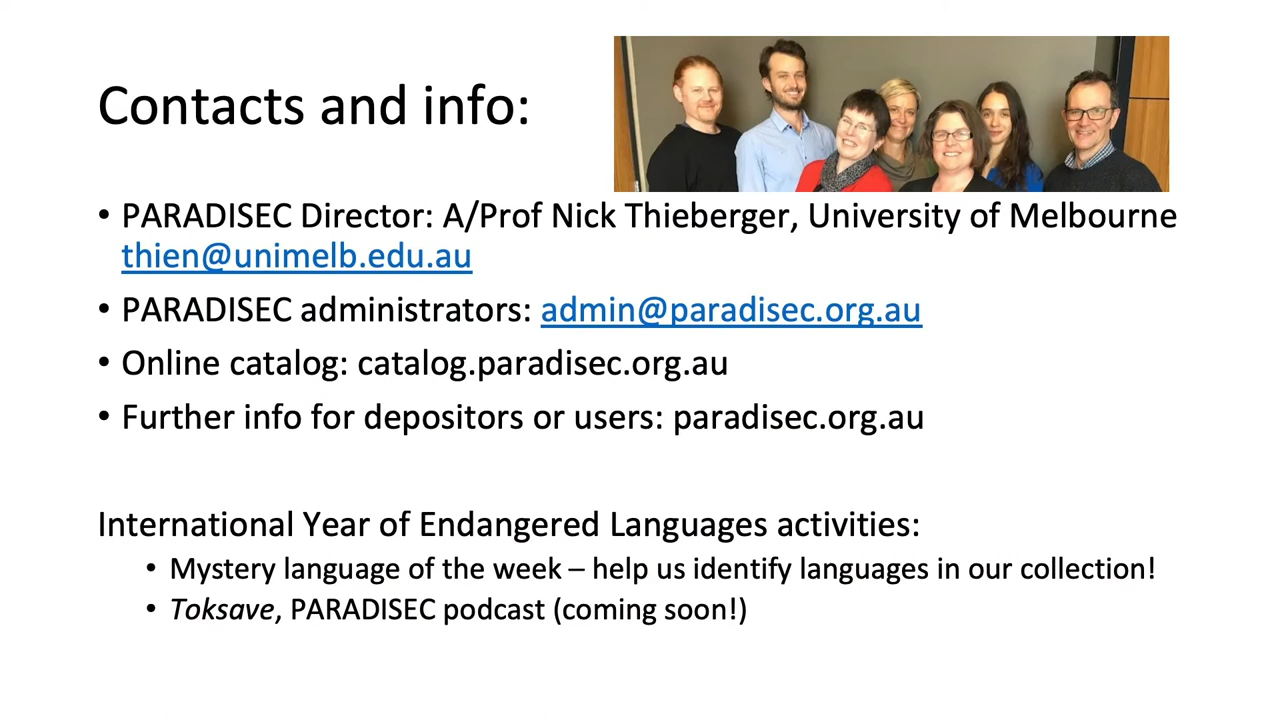 Contacts and info:
• PARADISEC Director: A/Prof Nick Thieberger, University of Melbourne
thien@unimelb.edu.au
• PARADISEC administrators: admin@paradisec.org.au
• Online catalog: catalog.paradisec.org.au
• Further info for depositors or users: paradisec.org.au
International Year of Endangered Languages activities:
• Mystery language of the week – help us identify languages in our collection!
• Toksave, PARADISEC podcast (coming soon!)